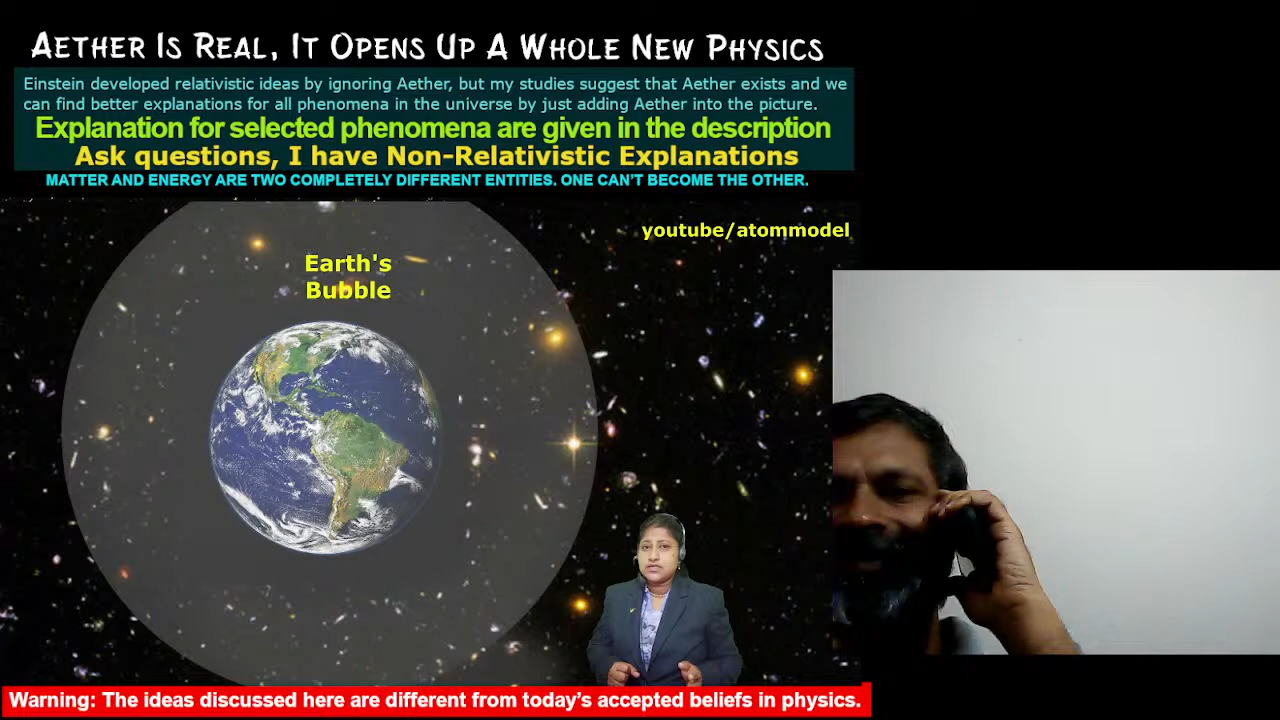 Aether Is Real, It Opens Up A Whole New Physics
Einstein developed relativistic ideas by ignoring Aether, but my studies suggest that Aether exists and we
can find better explanations for all phenomena in the universe by just adding Aether into the picture.
Explanation for selected phenomena are given in the description
Ask questions, I have Non-Relativistic Explanations
MATTER AND ENERGY ARE TWO COMPLETELY DIFFERENT ENTITIES. ONE CAN'T BECOME THE OTHER.
youtube/atommodel
Earth's
Bubble
Warning: The ideas discussed here are different from today's accepted beliefs in physics.